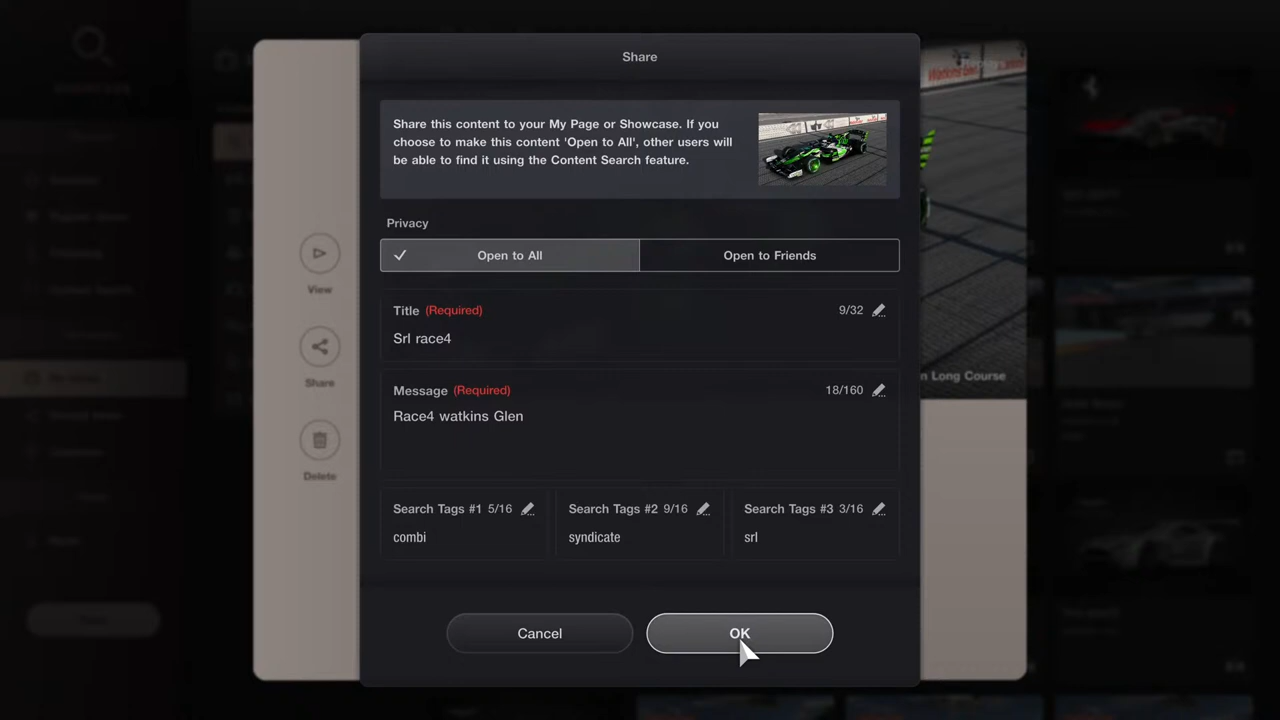 Share
Share this content to your My Page or Showcase. If you
choose to make this content 'Open to All', other users will
be able to find it using the Content Search feature.
Privacy
Open to All
Open to Friends
Title (Required) 9/32
Srl race4
Message (Required) 18/160
Race4 watkins Glen
Search Tags #1 5/16
combi
Search Tags #2 9/16
syndicate
Search Tags #3 3/16
srl
Cancel
OK
View
Share
Delete
Watkins Glen
n Long Course